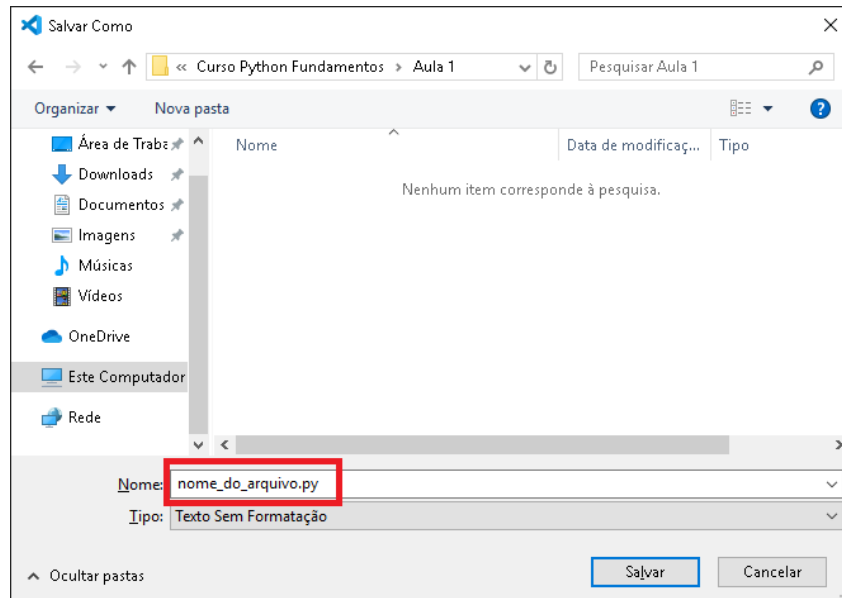 Salvar Como
« Curso Python Fundamentos > Aula 1
Pesquisar Aula 1
Organizar
Nova pasta
Área de Traba
Nome
Data de modificaç...
Tipo
Nenhum item corresponde à pesquisa.
Downloads
Documentos
Imagens
Músicas
Vídeos
OneDrive
Este Computador
Rede
Nome: nome_do_arquivo.py
Tipo: Texto Sem Formatação
Ocultar pastas
Salvar
Cancelar